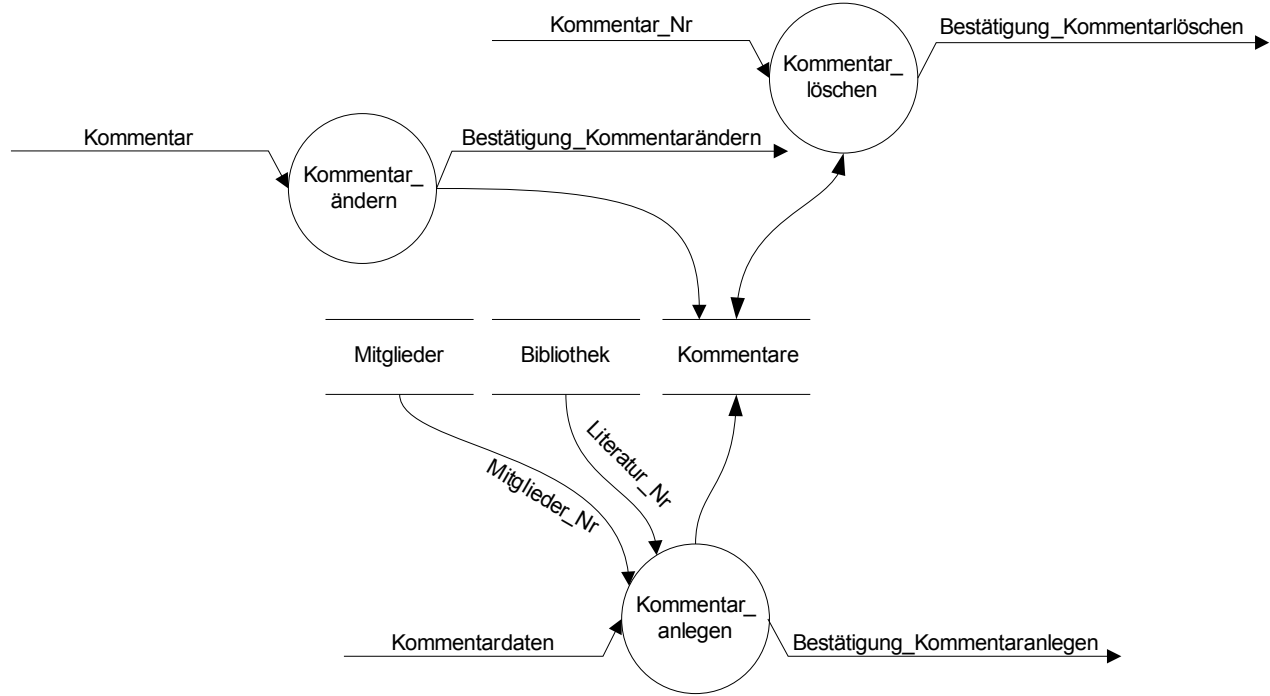 Kommentar_Nr
Bestätigung_Kommentarlöschen
Kommentar_
löschen
Kommentar
Bestätigung_Kommentarändern
Kommentar_
ändern
Mitglieder
Bibliothek
Kommentare
Literatur_Nr
Mitglieder_Nr
Kommentar_
anlegen
Kommentardaten
Bestätigung_Kommentaranlegen